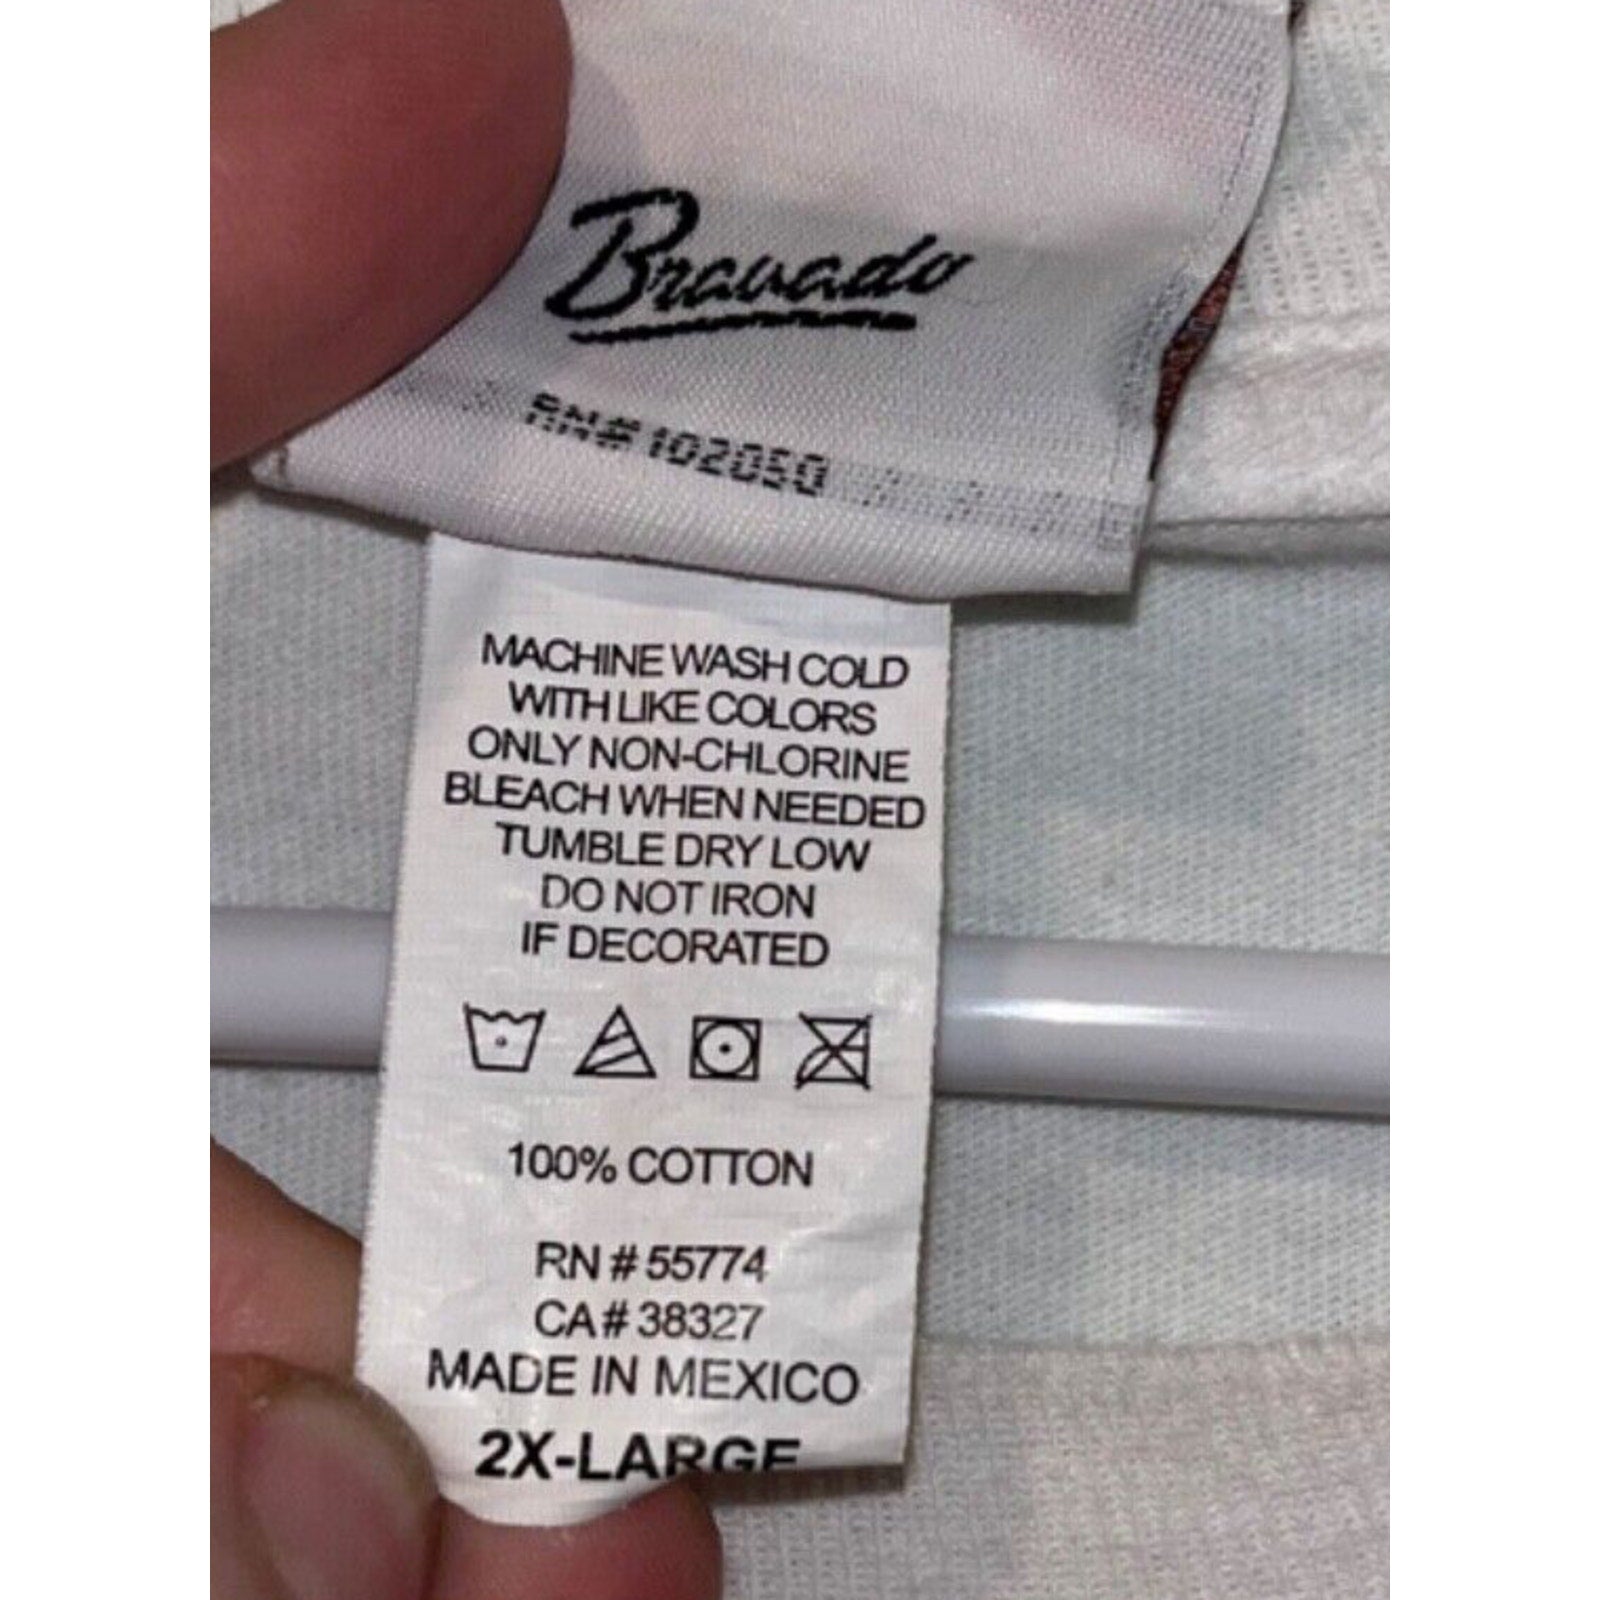 Bravado
RN#102050
MACHINE WASH COLD
WITH LIKE COLORS
ONLY NON-CHLORINE
BLEACH WHEN NEEDED
TUMBLE DRY LOW
DO NOT IRON
IF DECORATED
100% COTTON
RN # 55774
CA# 38327
MADE IN MEXICO
2X-LARGE